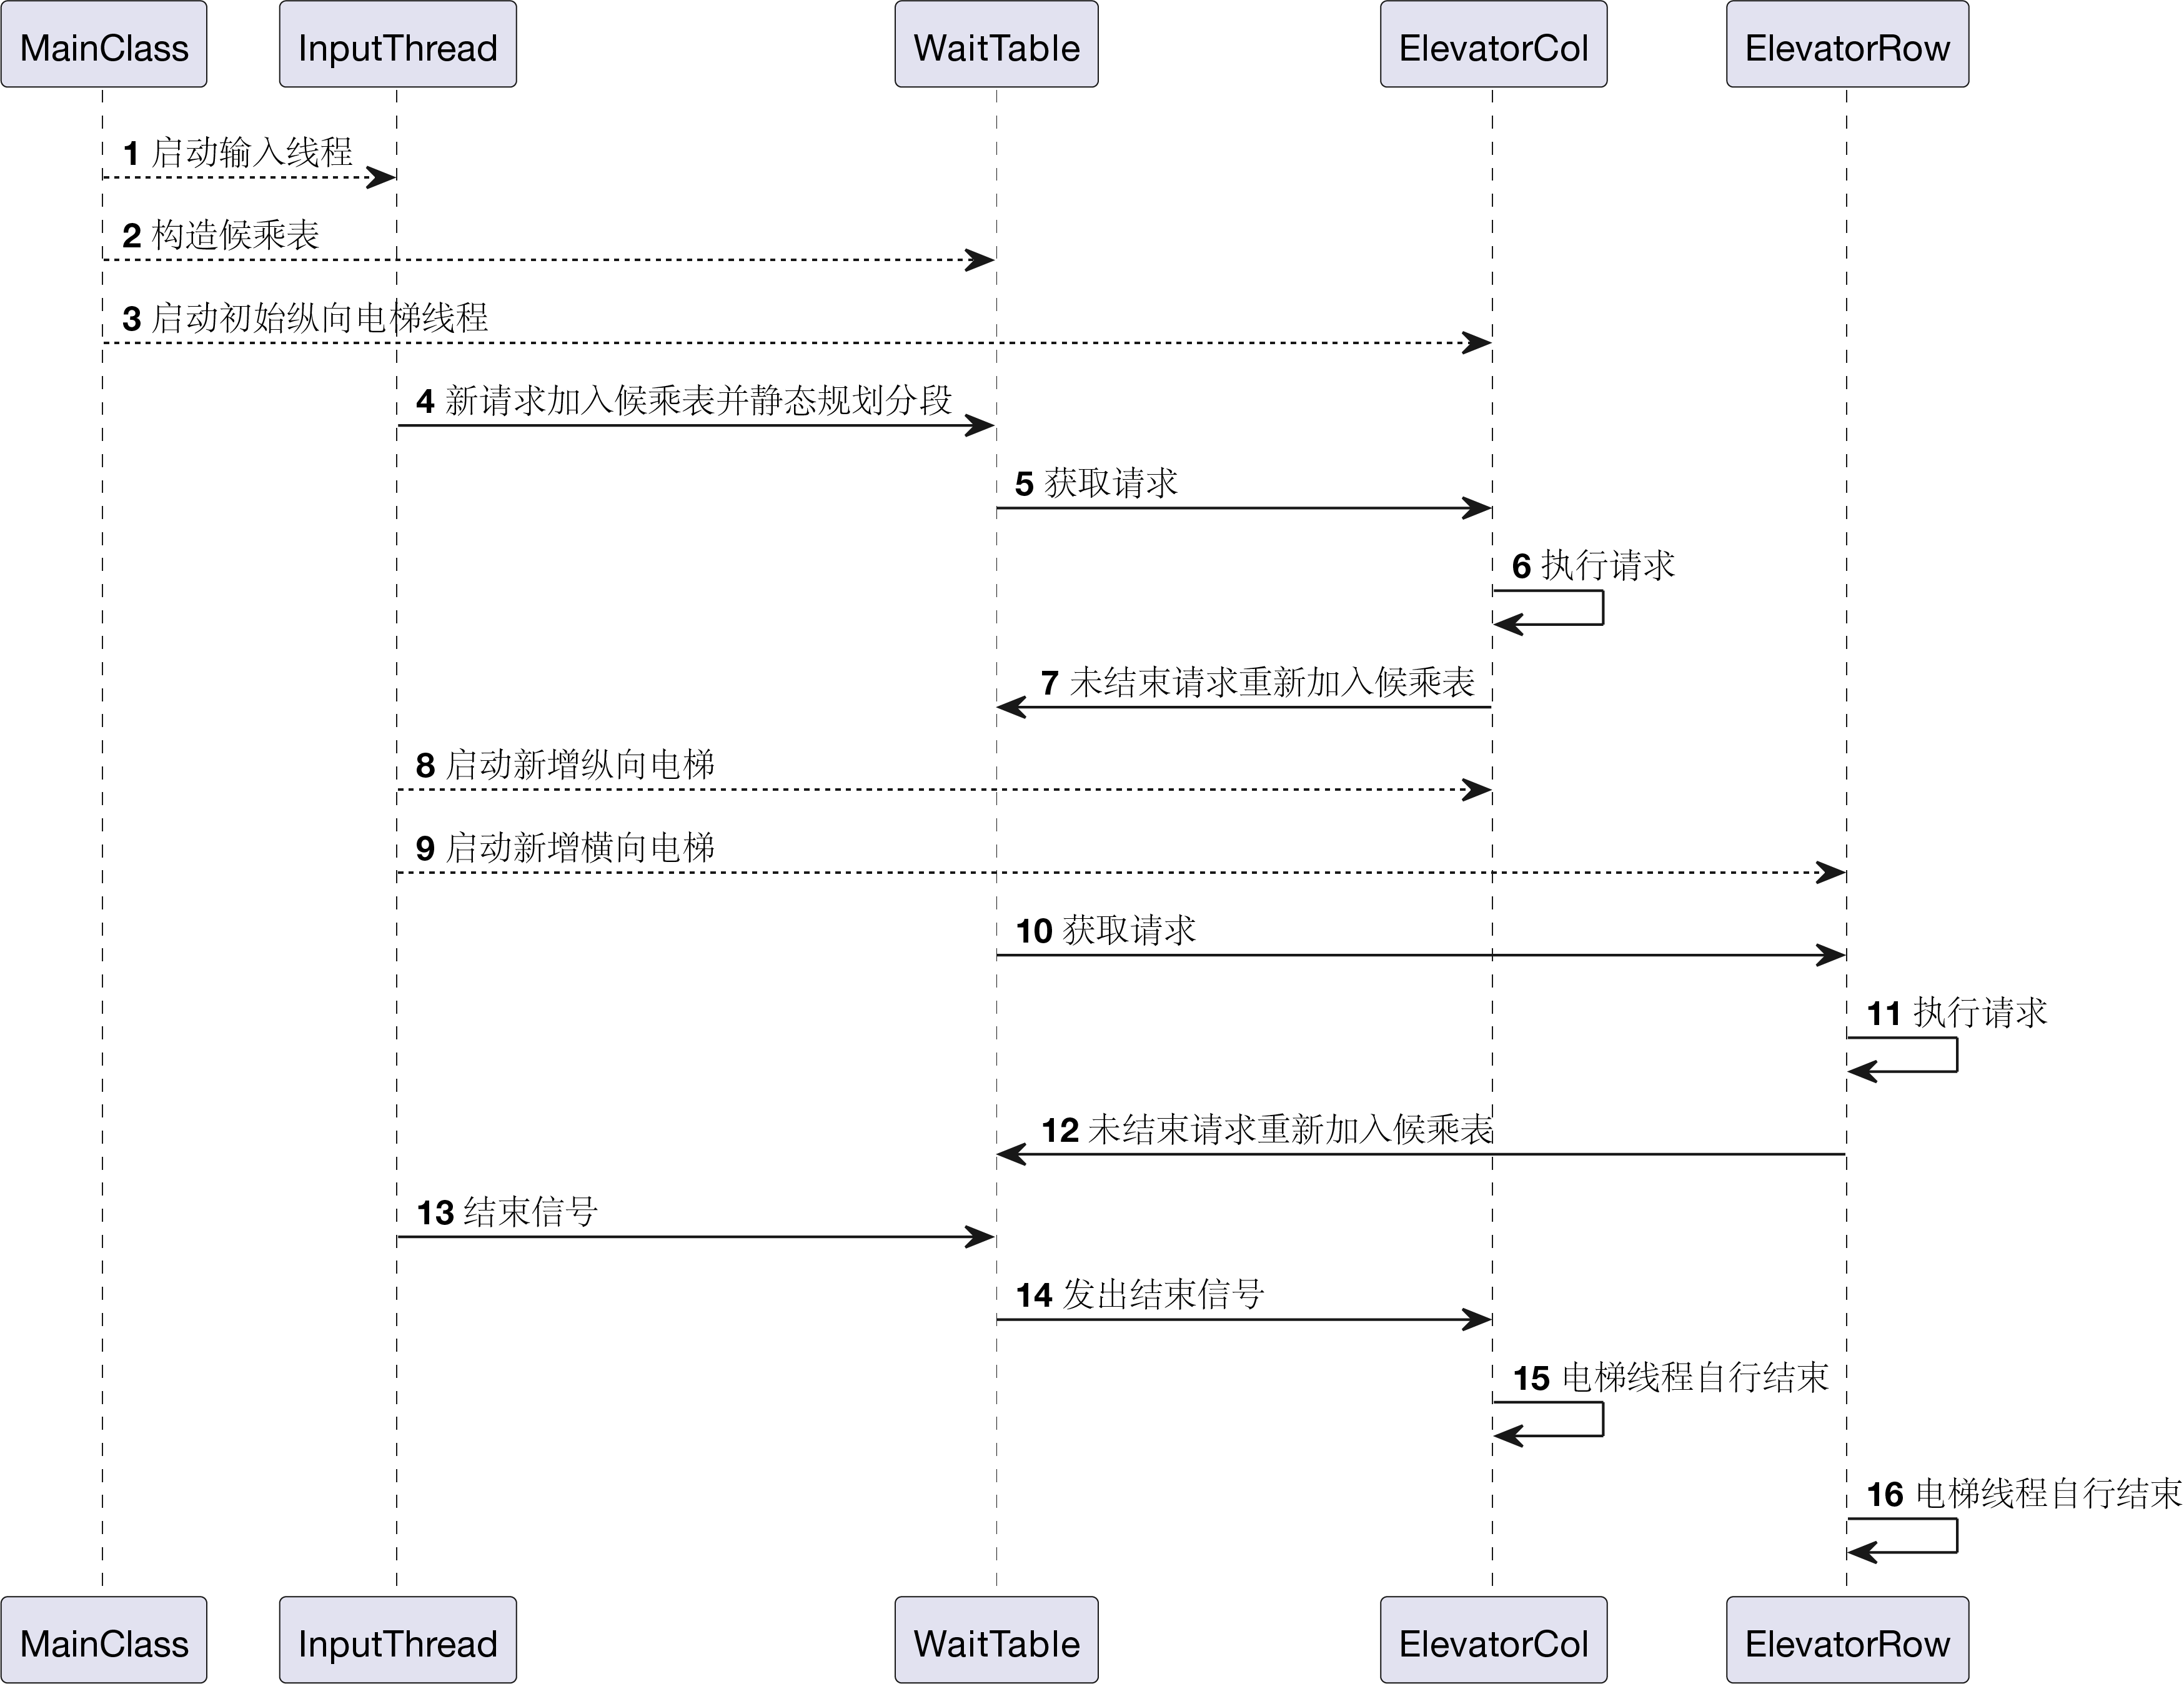 MainClass InputThread WaitTable ElevatorCol ElevatorRow
1 启动输入线程
2 构造候乘表
3 启动初始纵向电梯线程
4 新请求加入候乘表并静态规划分段
5 获取请求
6 执行请求
7 未结束请求重新加入候乘表
8 启动新增纵向电梯
9 启动新增横向电梯
10 获取请求
11 执行请求
12 未结束请求重新加入候乘表
13 结束信号
14 发出结束信号
15 电梯线程自行结束
16 电梯线程自行结束
MainClass InputThread WaitTable ElevatorCol ElevatorRow